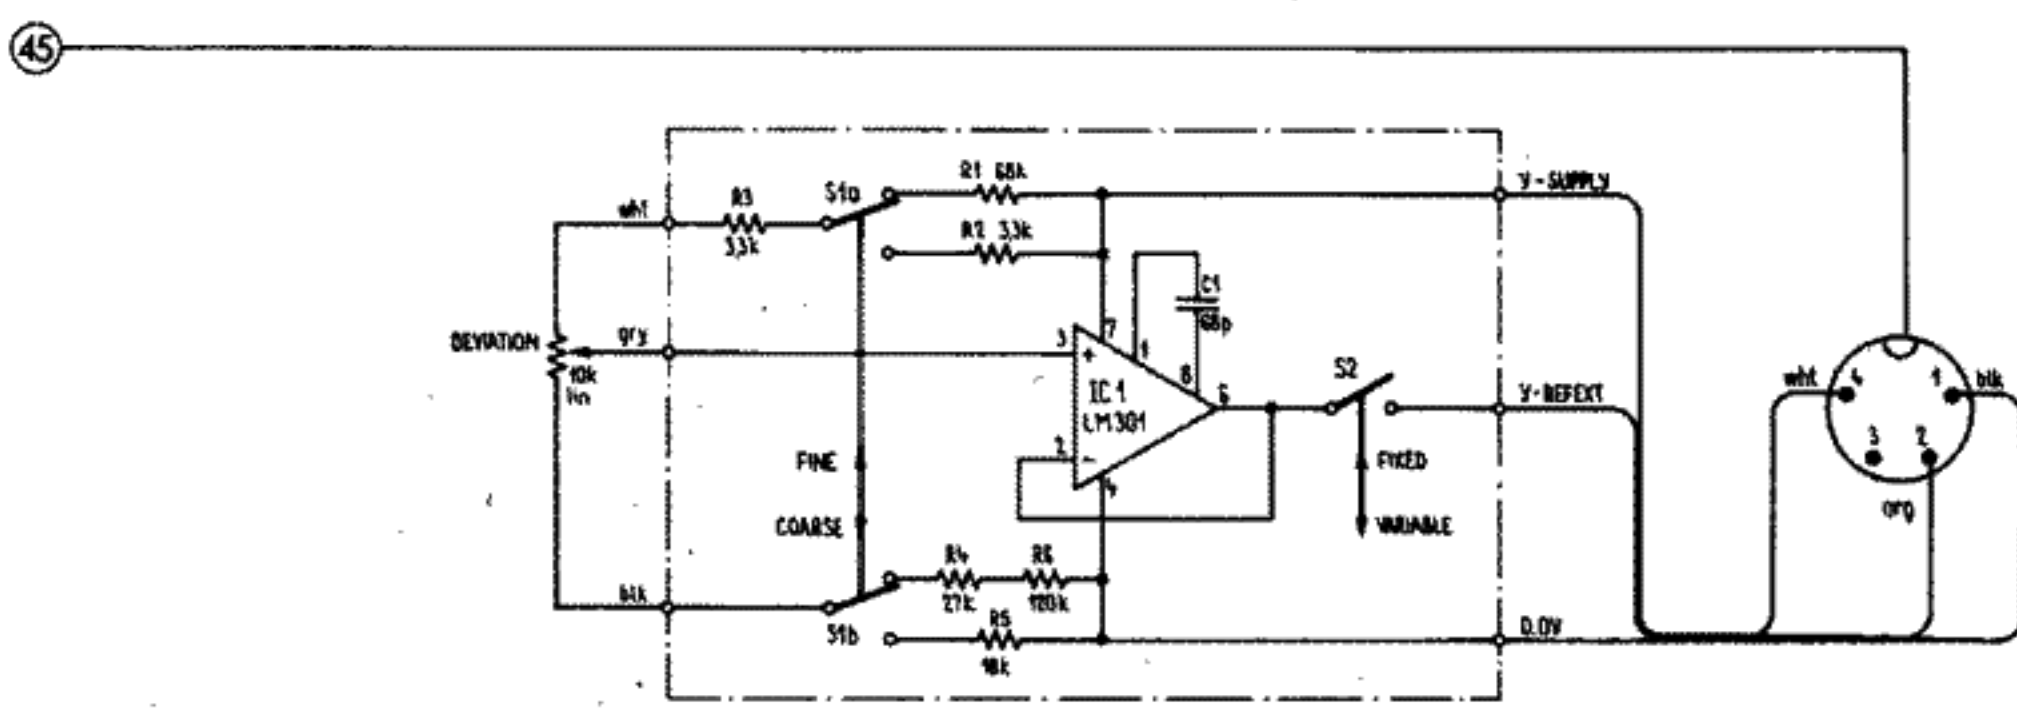 45
R1 68k
Y-SUPPLY
S1a
R3
wht
3,3k
R2 3,3k
C1
68p
DEVIATION
gry
3
7
1
+
10k
lin
8
S2
wht
4
1
blk
IC1
LM301
6
Y-REFEXT
3
2
2
-
FINE
FIXED
4
org
COARSE
VARIABLE
R4
R6
27k
120k
blk
R5
S1b
D.0V
18k